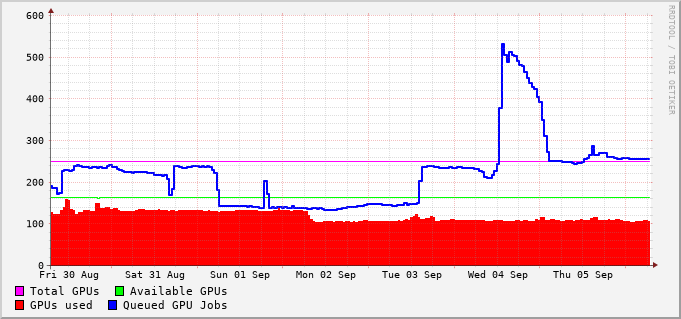 600
500
400
300
200
100
0
Fri 30 Aug Sat 31 Aug Sun 01 Sep Mon 02 Sep Tue 03 Sep Wed 04 Sep Thu 05 Sep
Total GPUs Available GPUs
GPUs used Queued GPU Jobs
RRDTOOL / TOBI OETIKER